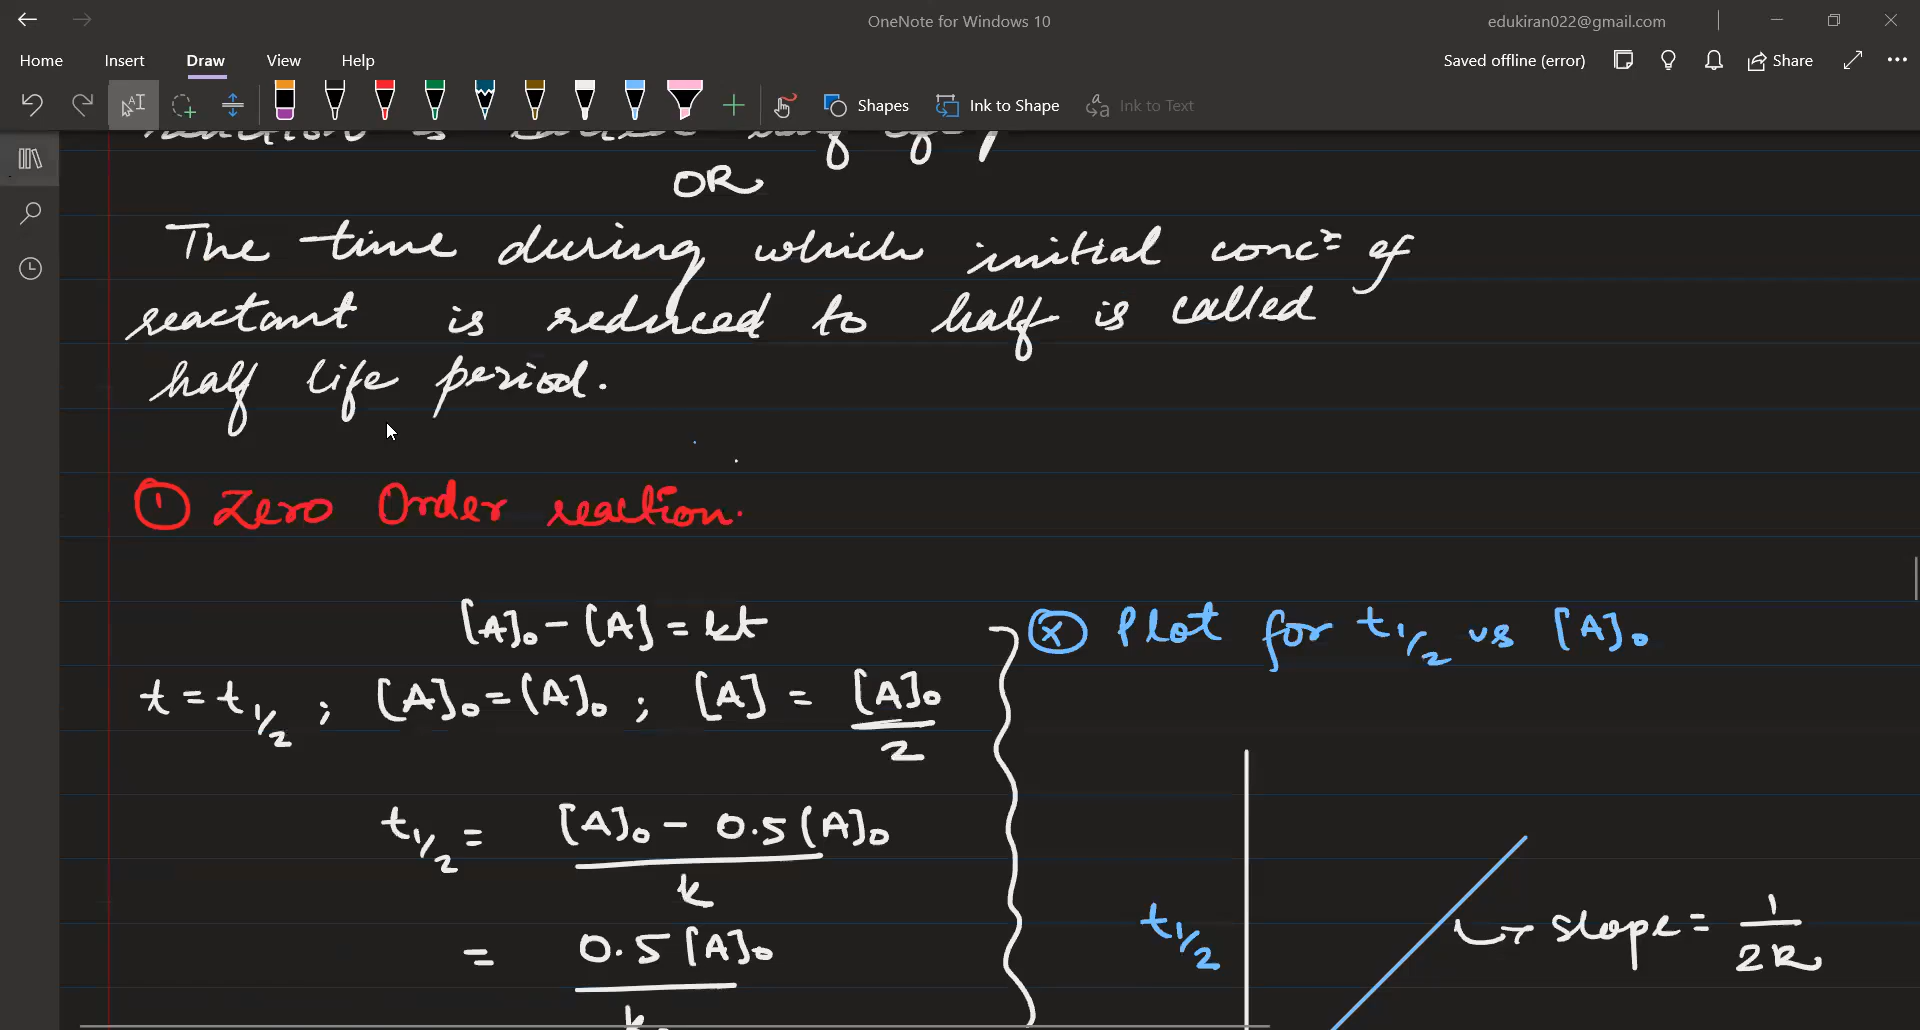 OneNote for Windows 10
edukiran022@gmail.com
Home Insert Draw View Help
Saved offline (error) Share
Shapes Ink to Shape Ink to Text
OR
The time during which initial concⁿ of
reactant is reduced to half is called
half life period.
① Zero Order reaction.
[A]₀ - [A] = kt
t = t1/2 ; [A]₀ = [A]₀ ; [A] = [A]₀/2
t1/2 = [A]₀ - 0.5[A]₀ / k
= 0.5[A]₀ / k
ⓧ Plot for t1/2 vs [A]₀
t1/2
slope = 1/2k